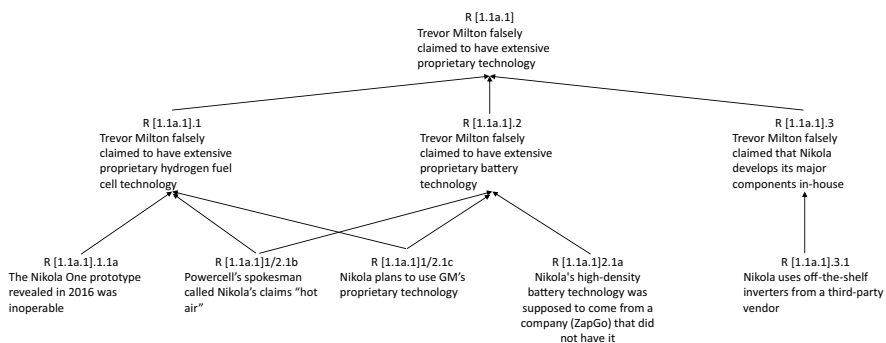 R [1.1a.1]
Trevor Milton falsely
claimed to have extensive
proprietary technology
R [1.1a.1].1
Trevor Milton falsely
claimed to have extensive
proprietary hydrogen fuel
cell technology
R [1.1a.1].2
Trevor Milton falsely
claimed to have extensive
proprietary battery
technology
R [1.1a.1].3
Trevor Milton falsely
claimed that Nikola
develops its major
components in-house
R [1.1a.1].1.1a
The Nikola One prototype
revealed in 2016 was
inoperable
R [1.1a.1]1/2.1b
Powercell’s spokesman
called Nikola’s claims “hot
air”
R [1.1a.1]1/2.1c
Nikola plans to use GM’s
proprietary technology
R [1.1a.1]2.1a
Nikola's high-density
battery technology was
supposed to come from a
company (ZapGo) that did
not have it
R [1.1a.1].3.1
Nikola uses off-the-shelf
inverters from a third-party
vendor